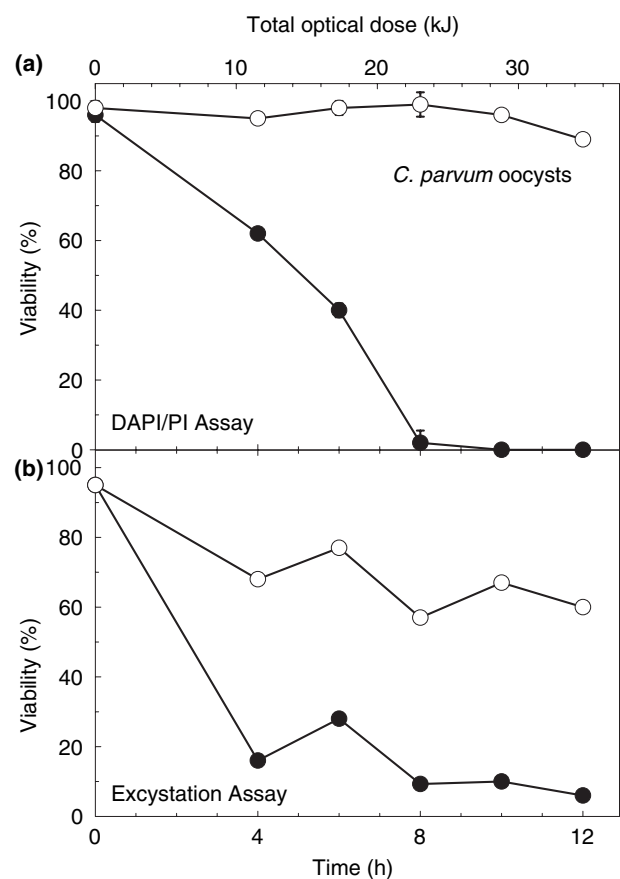 Total optical dose (kJ)
0 10 20 30
(a)
100
80
60
40
20
0
Viability (%)
C. parvum oocysts
DAPI/PI Assay
(b)
100
80
60
40
20
0
Viability (%)
Excystation Assay
0 4 8 12
Time (h)